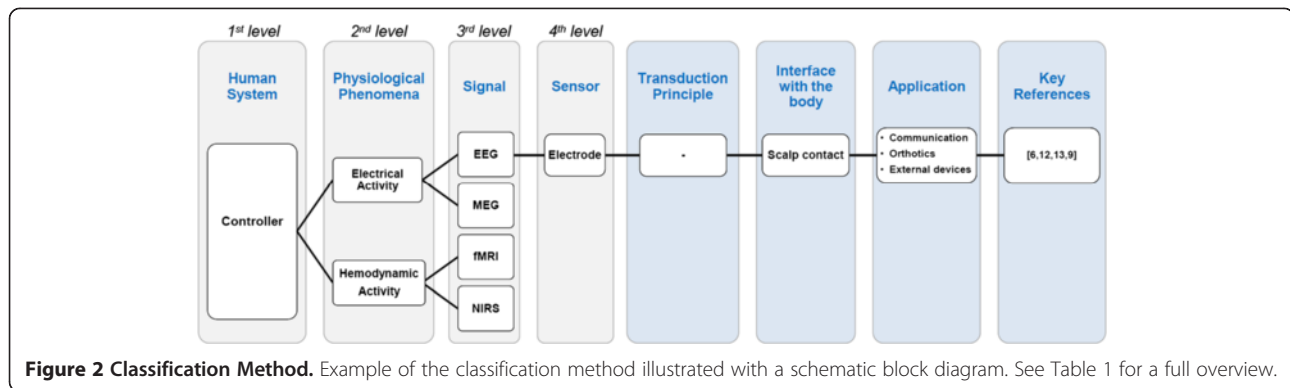 1st level 2nd level 3rd level 4th level
Human System
Physiological Phenomena
Signal
Sensor
Transduction Principle
Interface with the body
Application
Key References
Controller
Electrical Activity
Hemodynamic Activity
EEG
MEG
fMRI
NIRS
Electrode
-
Scalp contact
• Communication
• Orthotics
• External devices
[6,12,13,9]
Figure 2 Classification Method. Example of the classification method illustrated with a schematic block diagram. See Table 1 for a full overview.